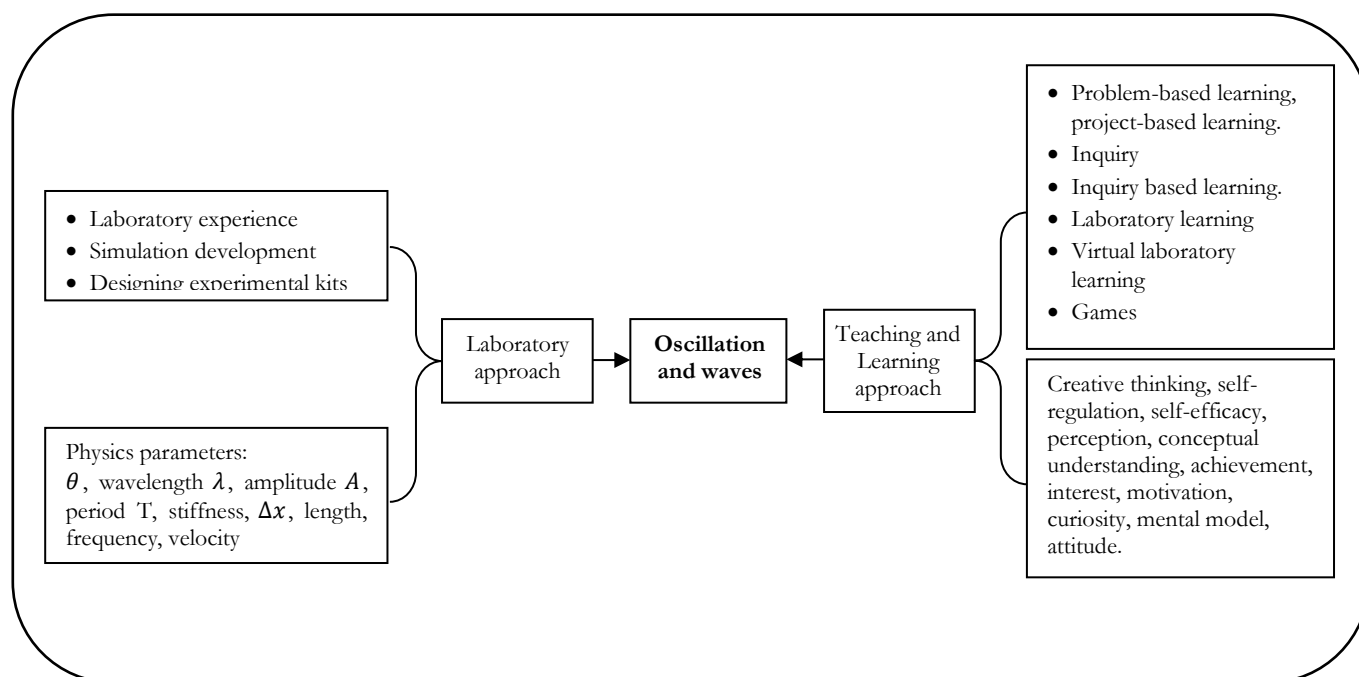 • Laboratory experience
• Simulation development
• Designing experimental kits
Physics parameters:
θ, wavelength λ, amplitude A,
period T, stiffness, Δx, length,
frequency, velocity
Laboratory
approach
Oscillation
and waves
Teaching and
Learning
approach
• Problem-based learning,
project-based learning.
• Inquiry
• Inquiry based learning.
• Laboratory learning
• Virtual laboratory
learning
• Games
Creative thinking, self-
regulation, self-efficacy,
perception, conceptual
understanding, achievement,
interest, motivation,
curiosity, mental model,
attitude.